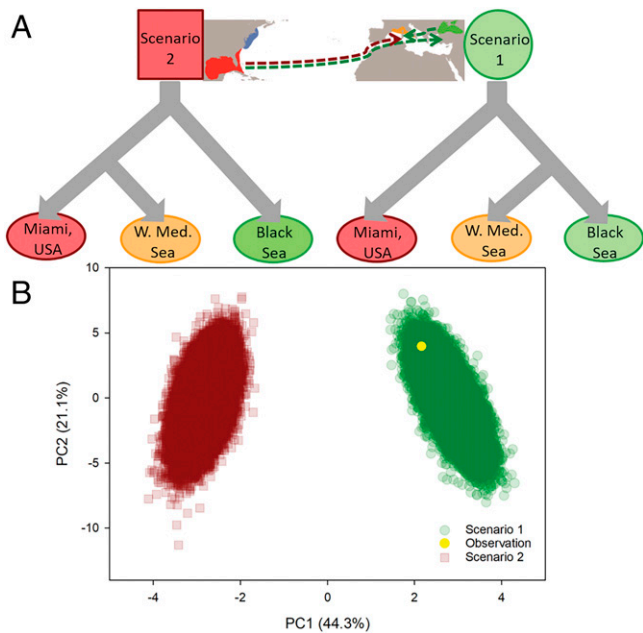 A
Scenario
2
Scenario
1
Miami,
USA
W. Med.
Sea
Black
Sea
Miami,
USA
W. Med.
Sea
Black
Sea
B
10
5
0
-5
-10
PC2 (21.1%)
Scenario 1
Observation
Scenario 2
-4 -2 0 2 4
PC1 (44.3%)